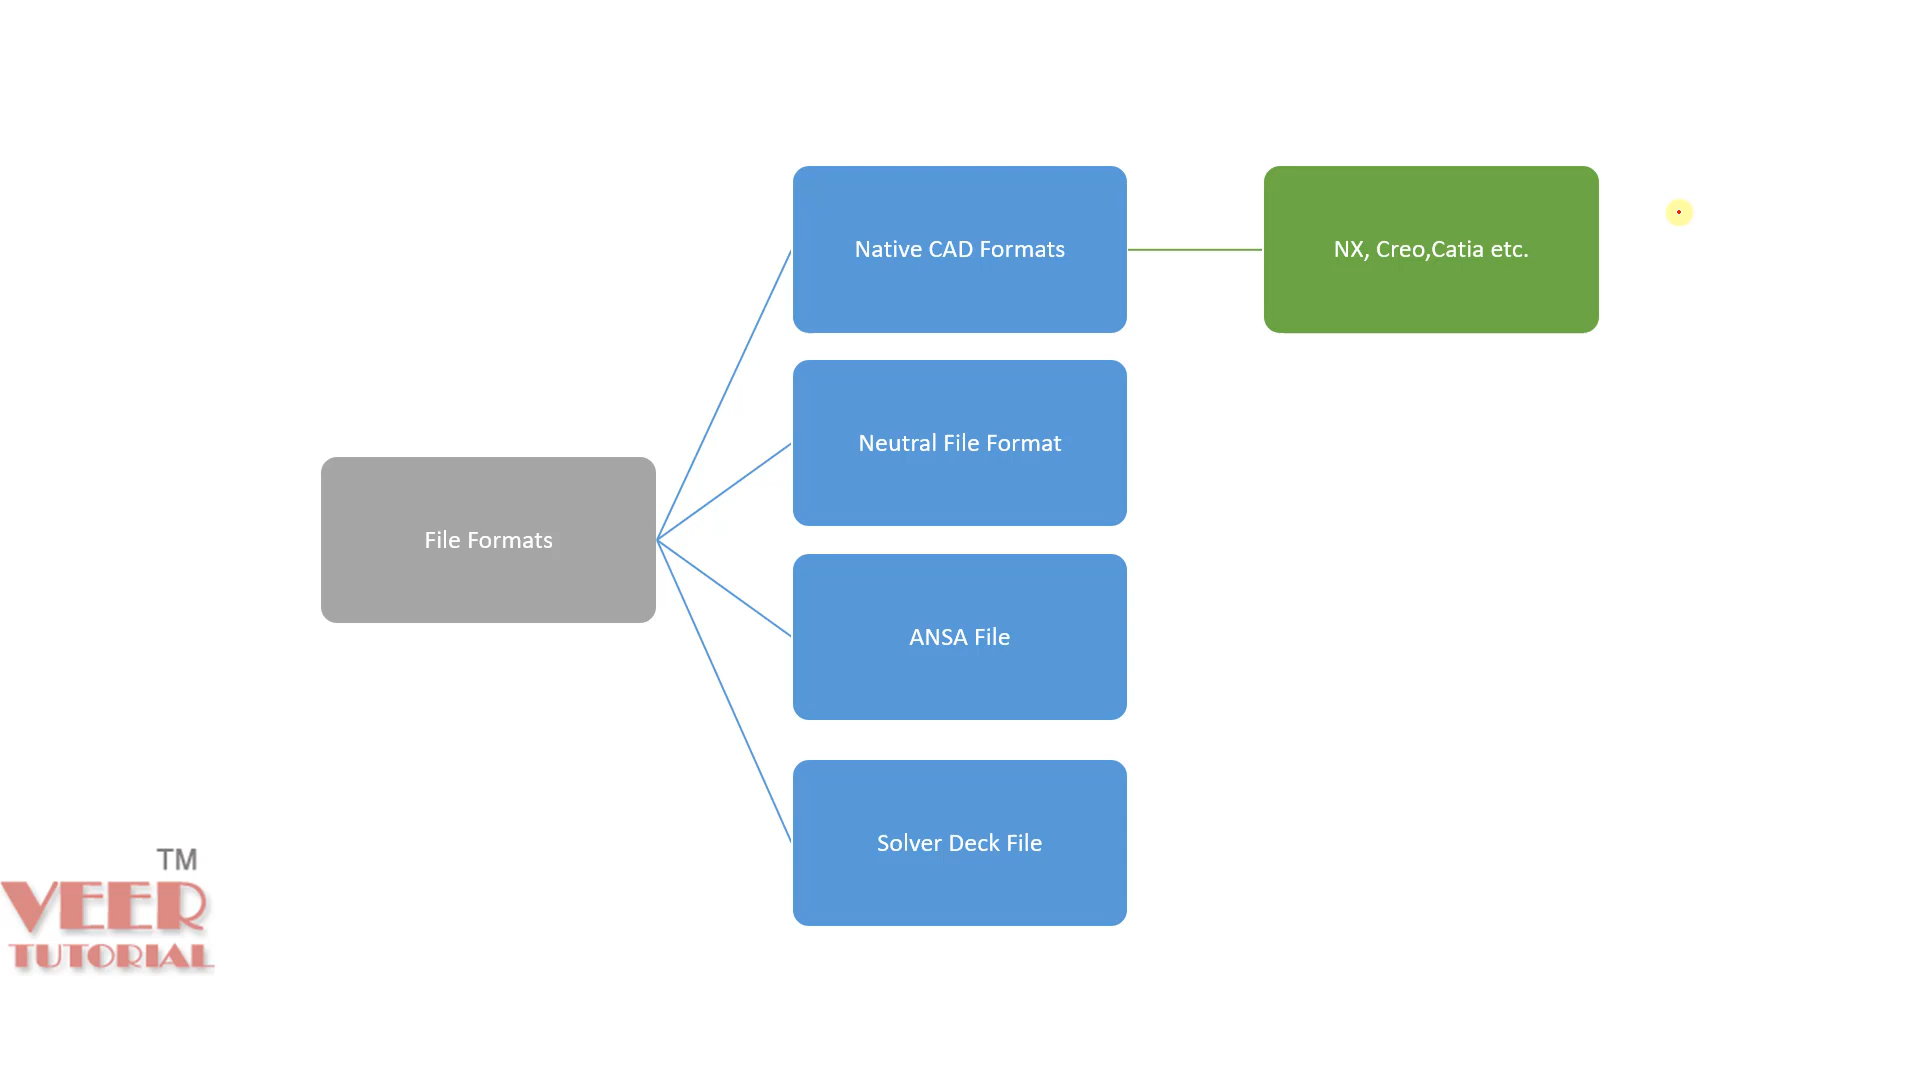 Native CAD Formats
NX, Creo,Catia etc.
Neutral File Format
File Formats
ANSA File
Solver Deck File
TM
VEER
TUTORIAL